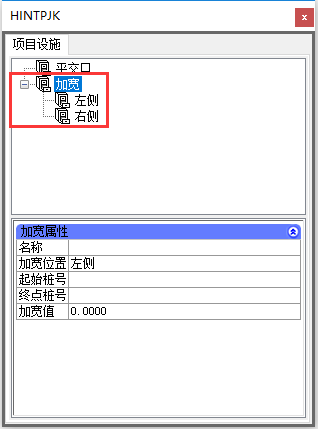 HINTPJK
x
项目设施
平交口
加宽
左侧
右侧
加宽属性
名称
加宽位置 左侧
起始桩号
终点桩号
加宽值 0.0000